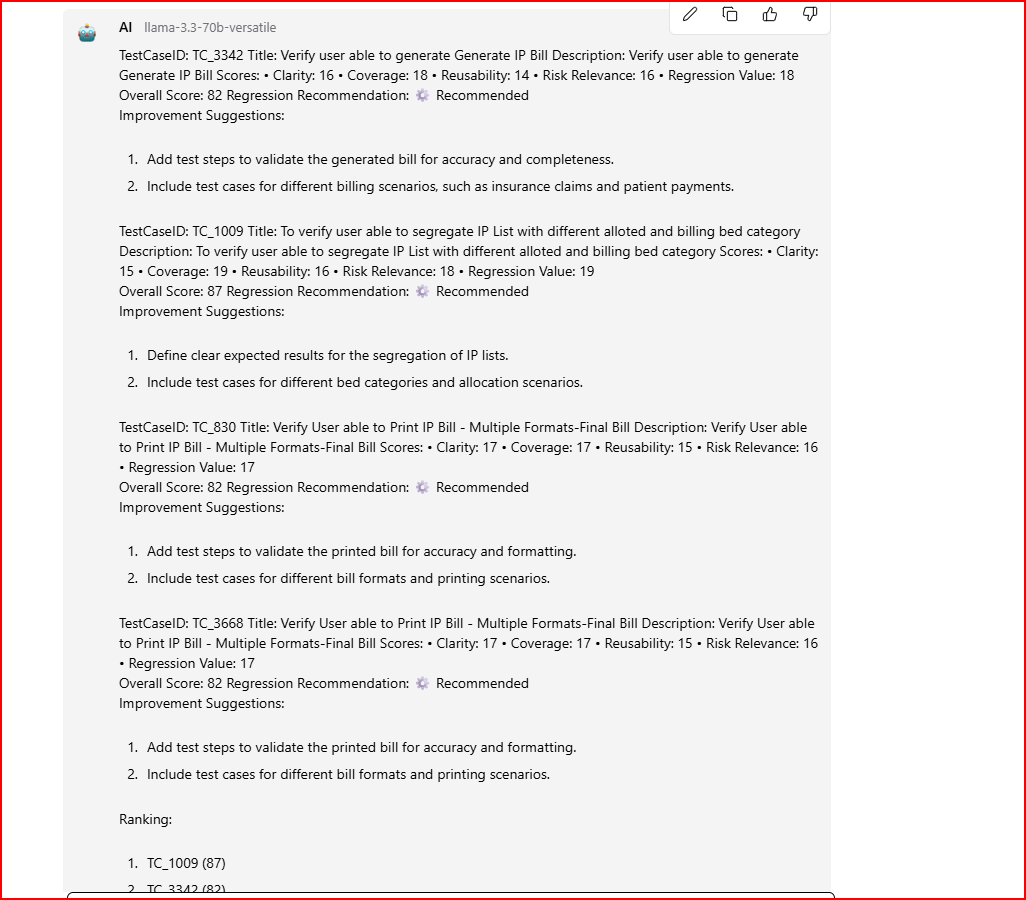 AI llama-3.3-70b-versatile
TestCaseID: TC_3342 Title: Verify user able to generate Generate IP Bill Description: Verify user able to generate
Generate IP Bill Scores: • Clarity: 16 • Coverage: 18 • Reusability: 14 • Risk Relevance: 16 • Regression Value: 18
Overall Score: 82 Regression Recommendation: ⚙️ Recommended
Improvement Suggestions:
1. Add test steps to validate the generated bill for accuracy and completeness.
2. Include test cases for different billing scenarios, such as insurance claims and patient payments.
TestCaseID: TC_1009 Title: To verify user able to segregate IP List with different alloted and billing bed category
Description: To verify user able to segregate IP List with different alloted and billing bed category Scores: • Clarity:
15 • Coverage: 19 • Reusability: 16 • Risk Relevance: 18 • Regression Value: 19
Overall Score: 87 Regression Recommendation: ⚙️ Recommended
Improvement Suggestions:
1. Define clear expected results for the segregation of IP lists.
2. Include test cases for different bed categories and allocation scenarios.
TestCaseID: TC_830 Title: Verify User able to Print IP Bill - Multiple Formats-Final Bill Description: Verify User able
to Print IP Bill - Multiple Formats-Final Bill Scores: • Clarity: 17 • Coverage: 17 • Reusability: 15 • Risk Relevance: 16
• Regression Value: 17
Overall Score: 82 Regression Recommendation: ⚙️ Recommended
Improvement Suggestions:
1. Add test steps to validate the printed bill for accuracy and formatting.
2. Include test cases for different bill formats and printing scenarios.
TestCaseID: TC_3668 Title: Verify User able to Print IP Bill - Multiple Formats-Final Bill Description: Verify User able
to Print IP Bill - Multiple Formats-Final Bill Scores: • Clarity: 17 • Coverage: 17 • Reusability: 15 • Risk Relevance: 16
• Regression Value: 17
Overall Score: 82 Regression Recommendation: ⚙️ Recommended
Improvement Suggestions:
1. Add test steps to validate the printed bill for accuracy and formatting.
2. Include test cases for different bill formats and printing scenarios.
Ranking:
1. TC_1009 (87)
2. TC_3342 (82)